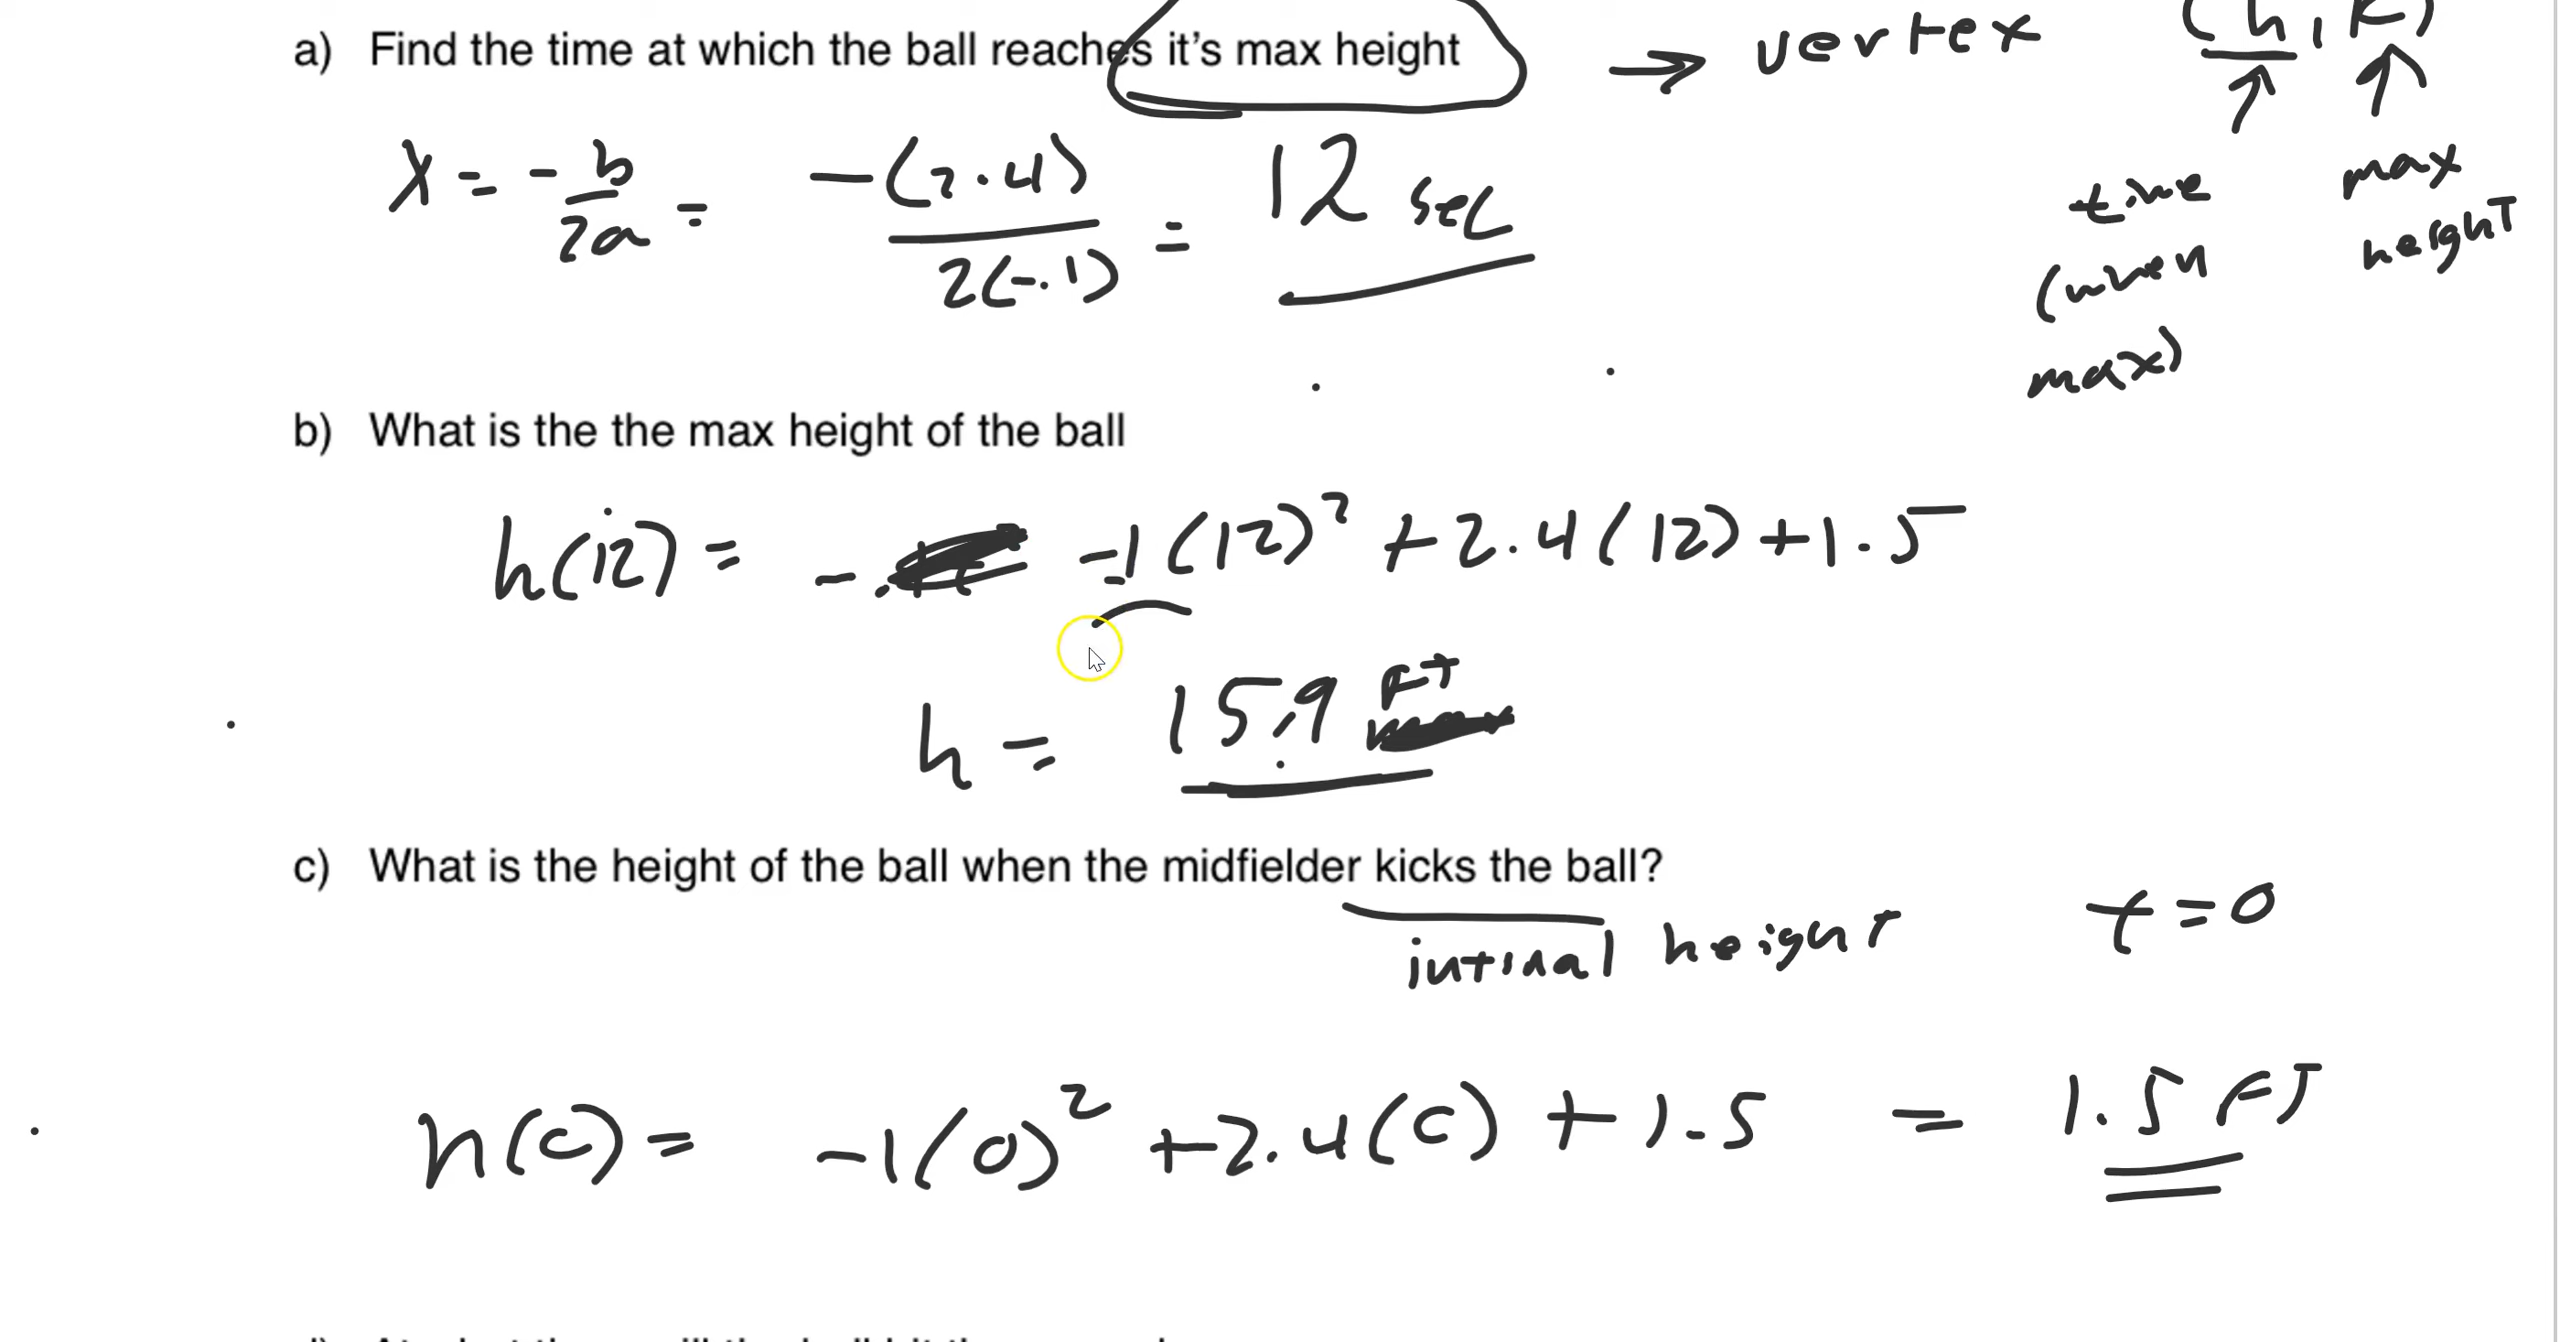 a) Find the time at which the ball reaches it's max height → vertex (h, k)
x = -b/2a = -(2.4)/2(-.1) = 12 sec
time (when max)
max height
b) What is the the max height of the ball
h(12) = -.1(12)² + 2.4(12) + 1.5
h = 15.9 FT
c) What is the height of the ball when the midfielder kicks the ball?
intinal height t = 0
h(0) = -1(0)² + 2.4(0) + 1.5 = 1.5 FT